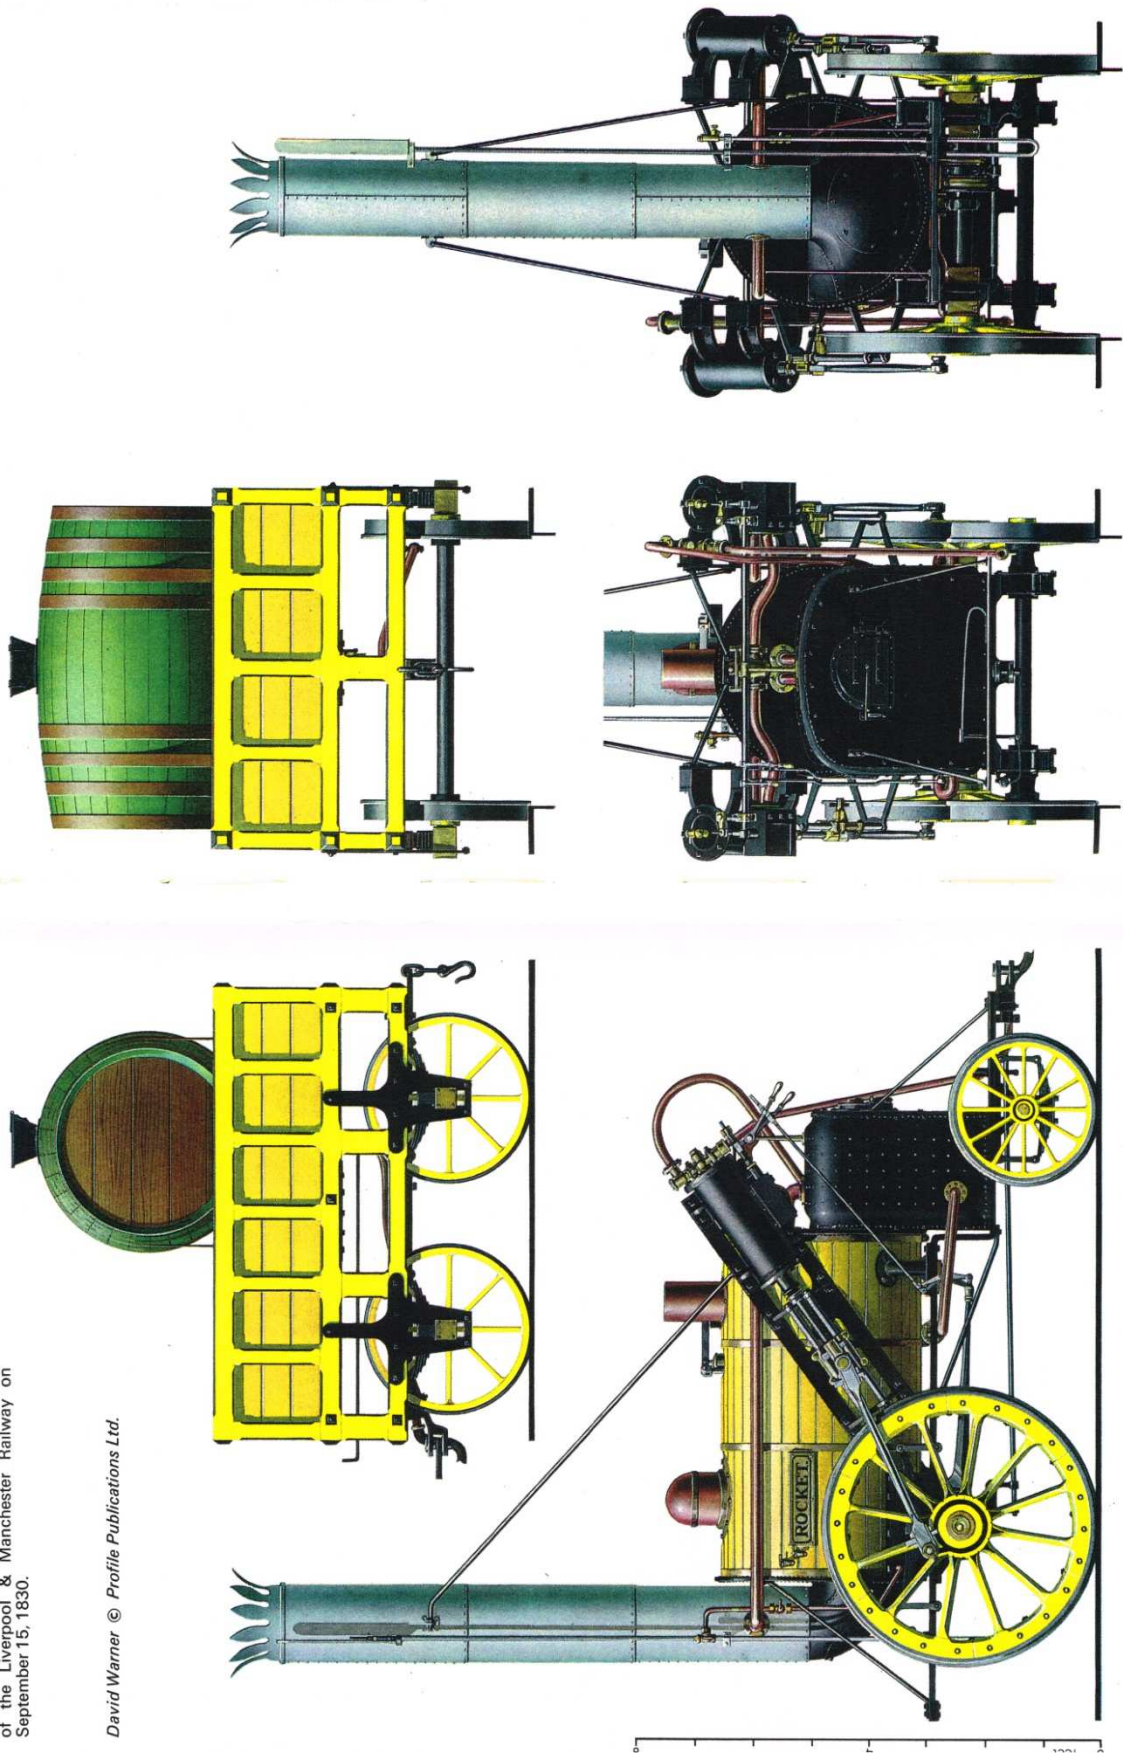 of the Liverpool & Manchester Railway on
September 15, 1830.
David Warner © Profile Publications Ltd.
ROCKET.